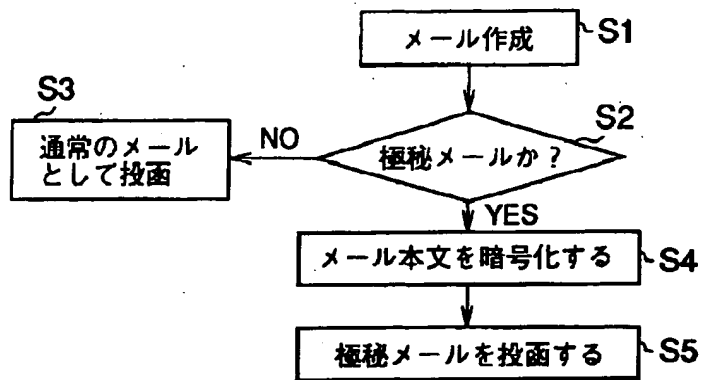 メール作成
S1
S3
S2
通常のメール
として投函
NO
極秘メールか?
YES
メール本文を暗号化する
S4
極秘メールを投函する
S5